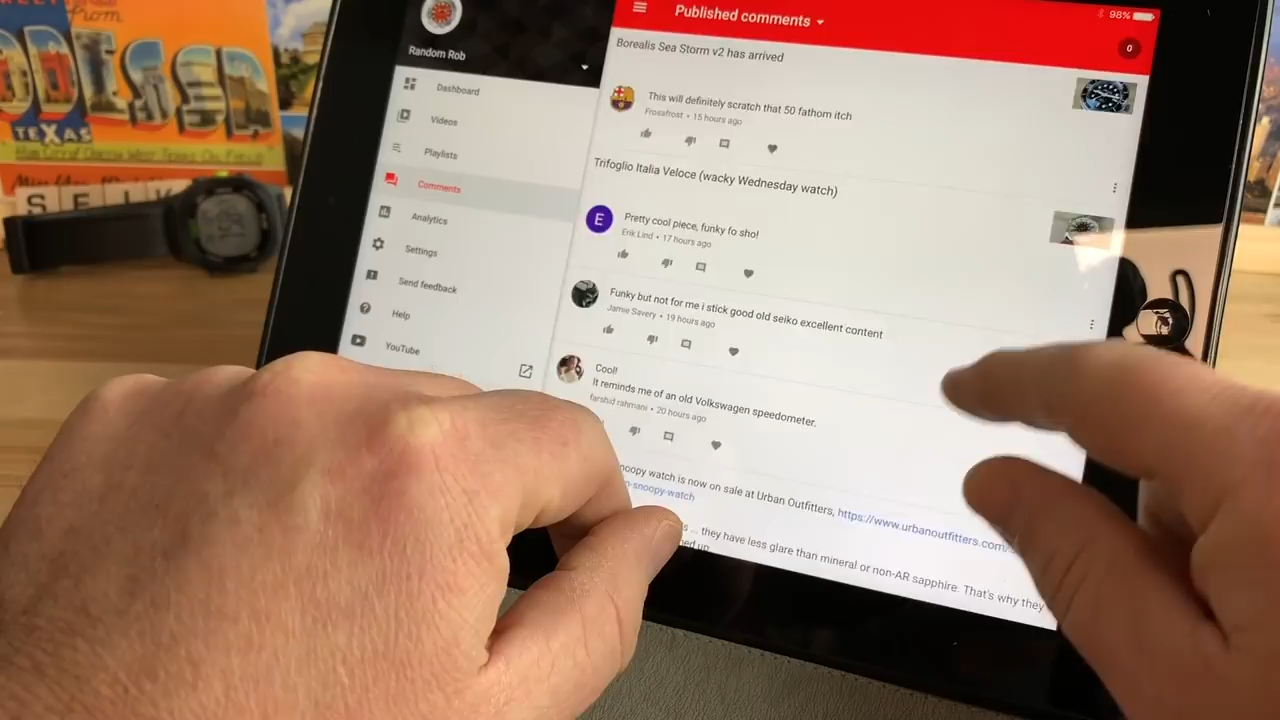 from
ODESSA
TEXAS
SEIK
Random Rob
Dashboard
Videos
Playlists
Comments
Analytics
Settings
Send feedback
Help
YouTube
Published comments
98%
0
Borealis Sea Storm v2 has arrived
This will definitely scratch that 50 fathom itch
Frosafrost • 15 hours ago
Trifoglio Italia Veloce (wacky Wednesday watch)
E
Pretty cool piece, funky fo sho!
Erik Lind • 17 hours ago
Funky but not for me i stick good old seiko excellent content
Jamie Savery • 19 hours ago
Cool!
It reminds me of an old Volkswagen speedometer.
farshid rahmani • 20 hours ago
noopy watch is now on sale at Urban Outfitters, https://www.urbanoutfitters.com/s
n-snoopy-watch
s ... they have less glare than mineral or non-AR sapphire. That's why they
ned up